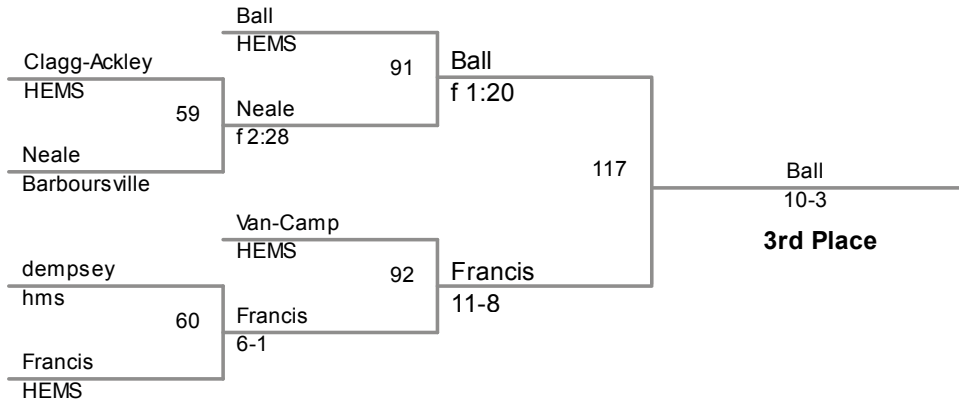 Ball
HEMS
Clagg-Ackley
HEMS
91
Ball
f 1:20
59
Neale
f 2:28
Neale
Barboursville
117
Ball
10-3
3rd Place
Van-Camp
HEMS
dempsey
hms
92
Francis
11-8
60
Francis
6-1
Francis
HEMS